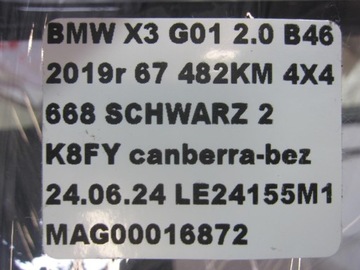 BMW X3 G01 2.0 B46
2019r 67 482KM 4X4
668 SCHWARZ 2
K8FY canberra-bez
24.06.24 LE24155M1
MAG00016872